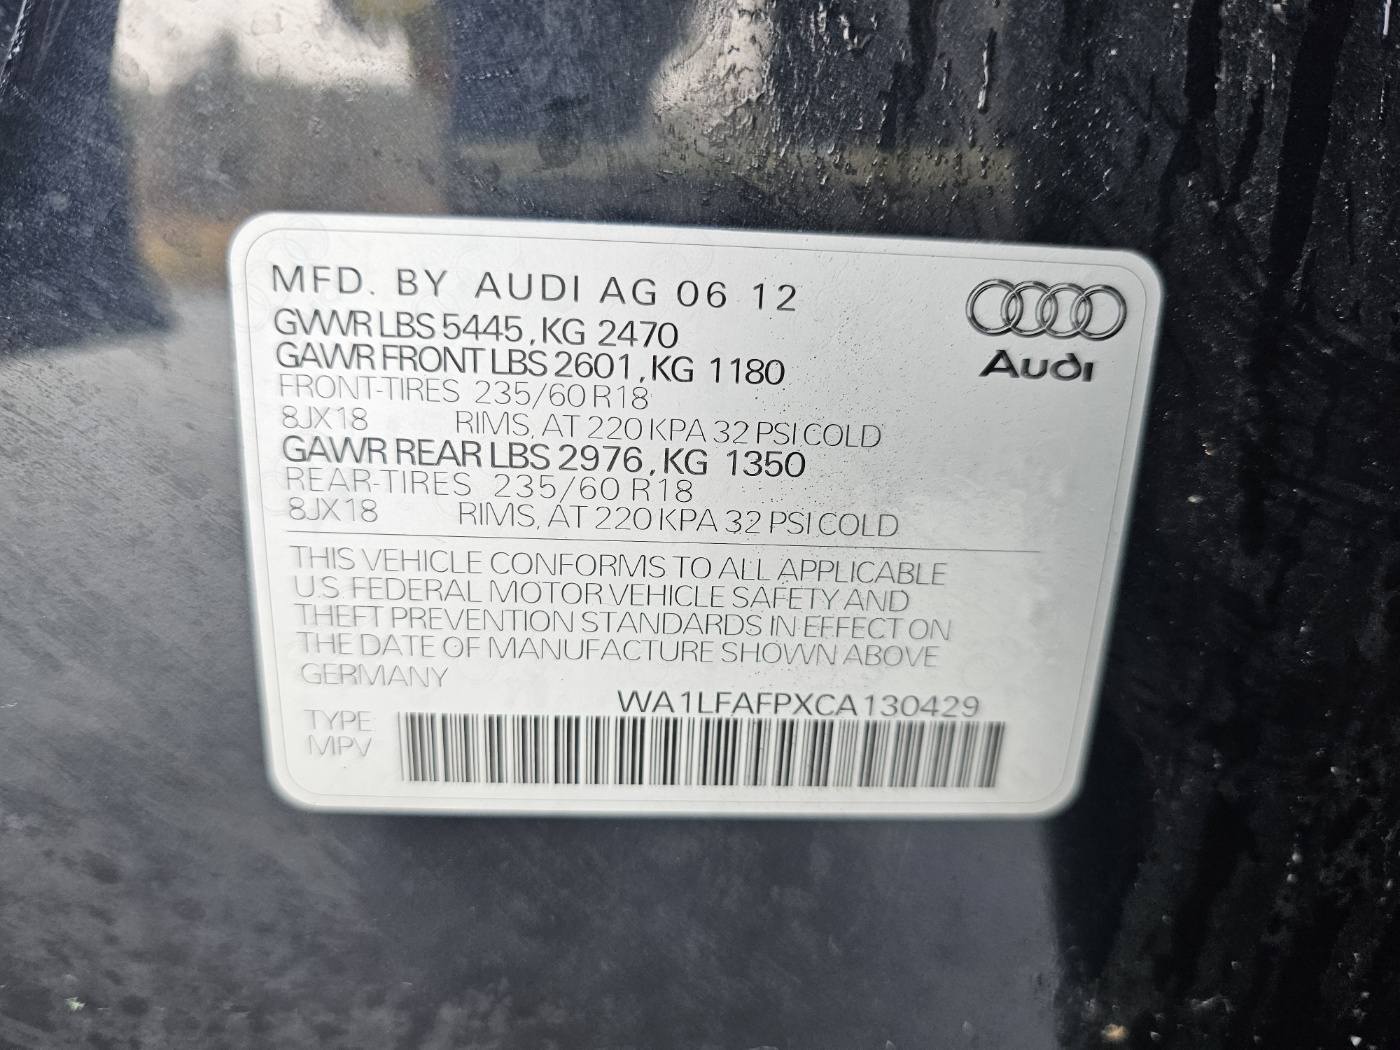 MFD. BY AUDI AG 06 12
GVWR LBS 5445, KG 2470
GAWR FRONT LBS 2601, KG 1180
FRONT-TIRES 235/60 R18
8JX18 RIMS, AT 220 KPA 32 PSI COLD
GAWR REAR LBS 2976, KG 1350
REAR-TIRES 235/60 R18
8JX18 RIMS, AT 220 KPA 32 PSI COLD
Audi
THIS VEHICLE CONFORMS TO ALL APPLICABLE
U.S. FEDERAL MOTOR VEHICLE SAFETY AND
THEFT PREVENTION STANDARDS IN EFFECT ON
THE DATE OF MANUFACTURE SHOWN ABOVE
GERMANY
WA1LFAFPXCA130429
TYPE:
MPV